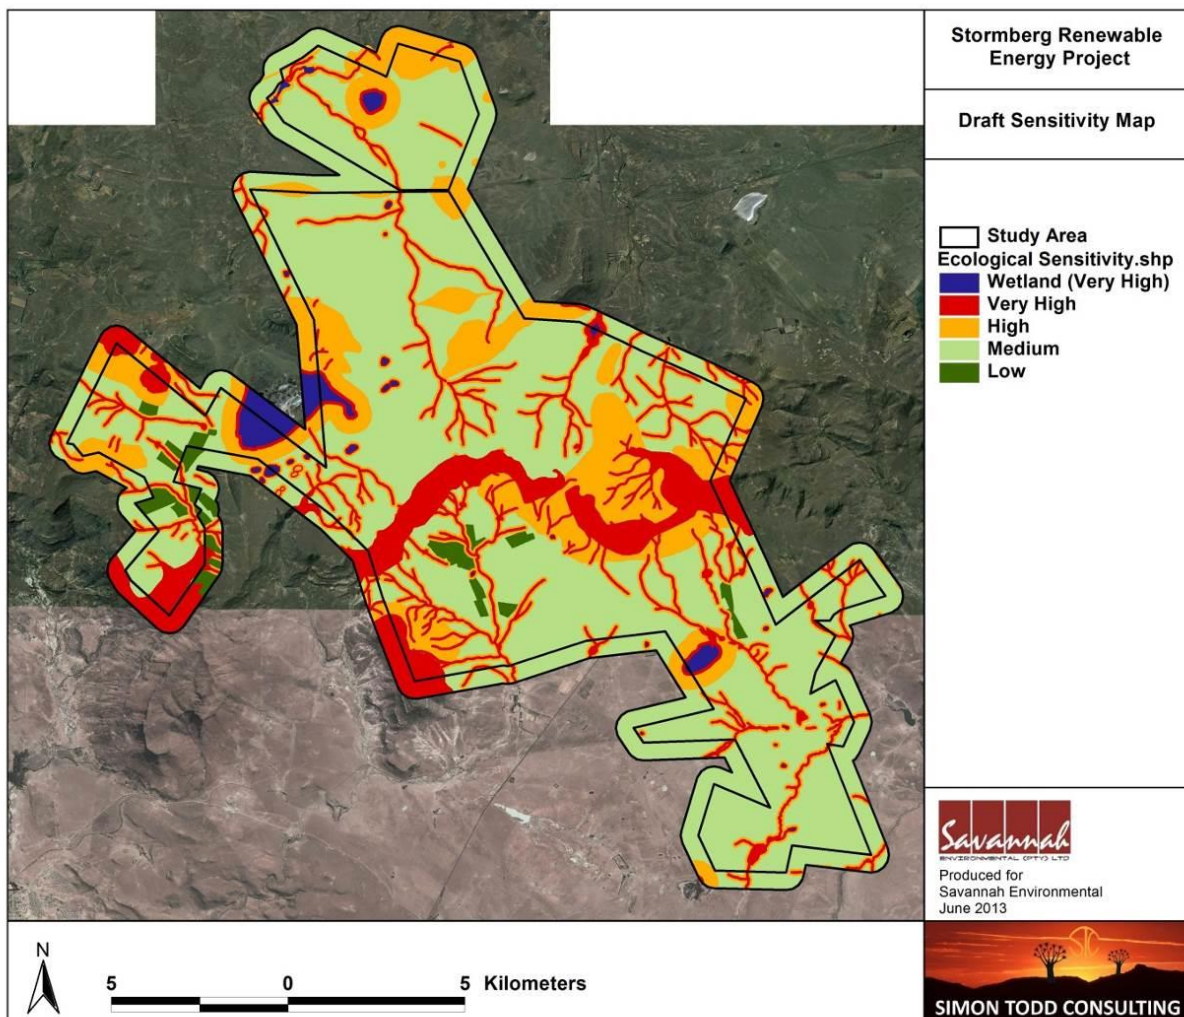 Stormberg Renewable
Energy Project
Draft Sensitivity Map
Study Area
Ecological Sensitivity.shp
Wetland (Very High)
Very High
High
Medium
Low
Savannah
ENVIRONMENTAL (PTY) LTD
Produced for
Savannah Environmental
June 2013
N
5 0 5 Kilometers
STC
SIMON TODD CONSULTING